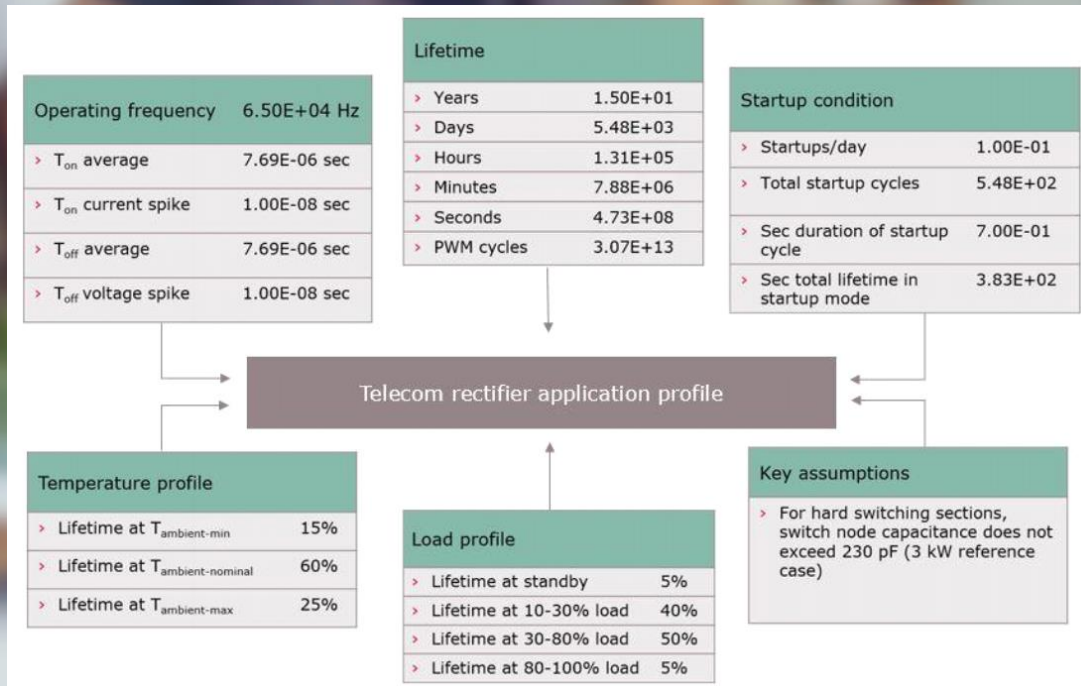 Operating frequency 6.50E+04 Hz
› Ton average 7.69E-06 sec
› Ton current spike 1.00E-08 sec
› Toff average 7.69E-06 sec
› Toff voltage spike 1.00E-08 sec
Lifetime
› Years 1.50E+01
› Days 5.48E+03
› Hours 1.31E+05
› Minutes 7.88E+06
› Seconds 4.73E+08
› PWM cycles 3.07E+13
Startup condition
› Startups/day 1.00E-01
› Total startup cycles 5.48E+02
› Sec duration of startup 7.00E-01
cycle
› Sec total lifetime in 3.83E+02
startup mode
Telecom rectifier application profile
Temperature profile
› Lifetime at Tambient-min 15%
› Lifetime at Tambient-nominal 60%
› Lifetime at Tambient-max 25%
Load profile
› Lifetime at standby 5%
› Lifetime at 10-30% load 40%
› Lifetime at 30-80% load 50%
› Lifetime at 80-100% load 5%
Key assumptions
› For hard switching sections,
switch node capacitance does not
exceed 230 pF (3 kW reference
case)